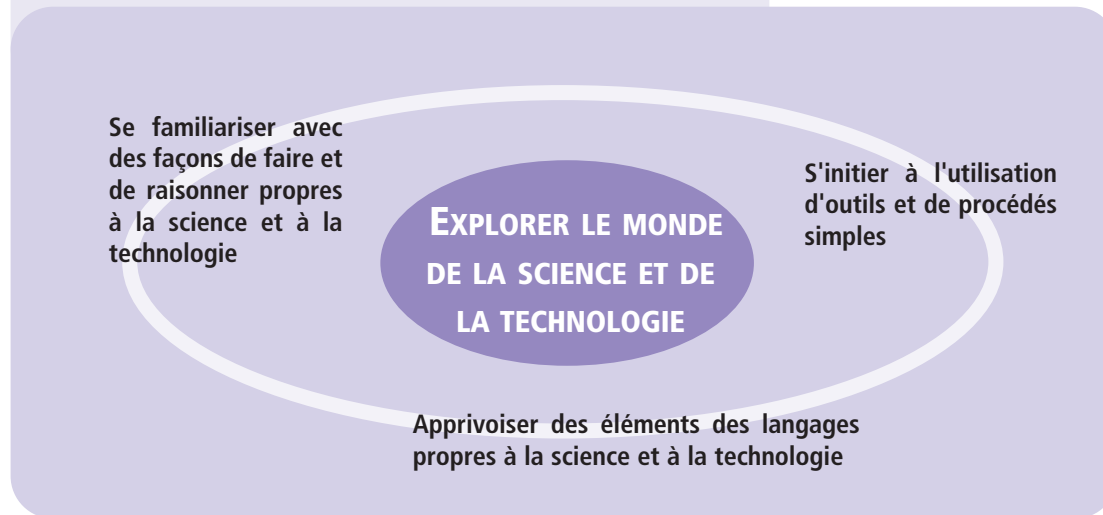 Se familiariser avec
des façons de faire et
de raisonner propres
à la science et à la
technologie
S'initier à l'utilisation
d'outils et de procédés
simples
EXPLORER LE MONDE
DE LA SCIENCE ET DE
LA TECHNOLOGIE
Apprivoiser des éléments des langages
propres à la science et à la technologie